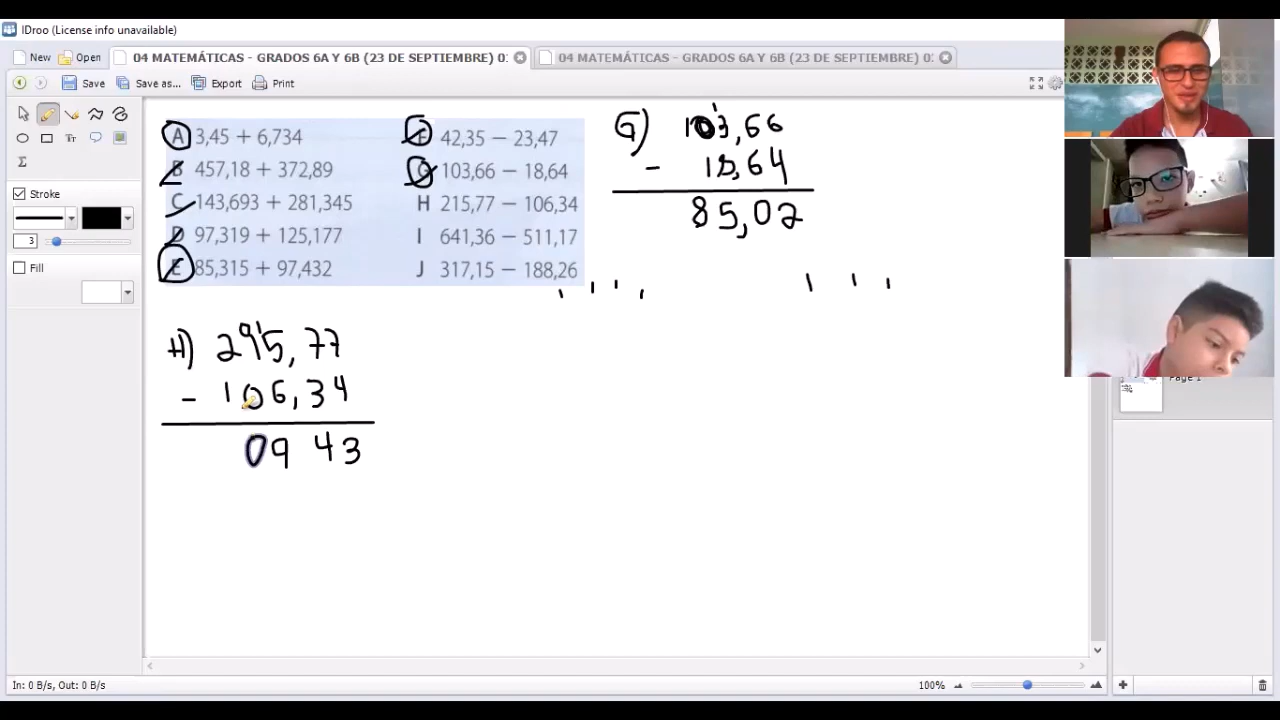 IDroo (License info unavailable)
New Open 04 MATEMÁTICAS - GRADOS 6A Y 6B (23 DE SEPTIEMBRE) 0: 04 MATEMÁTICAS - GRADOS 6A Y 6B (23 DE SEPTIEMBRE) 0.
Save Save as... Export Print
A 3,45 + 6,734
B 457,18 + 372,89
C 143,693 + 281,345
D 97,319 + 125,177
E 85,315 + 97,432
F 42,35 − 23,47
G 103,66 − 18,64
H 215,77 − 106,34
I 641,36 − 511,17
J 317,15 − 188,26
G) 103,66
- 18,64
85,02
H) 295,77
- 106,34
09 43
Tr
Σ
Stroke
3
Fill
Page 1
In: 0 B/s, Out: 0 B/s
100%